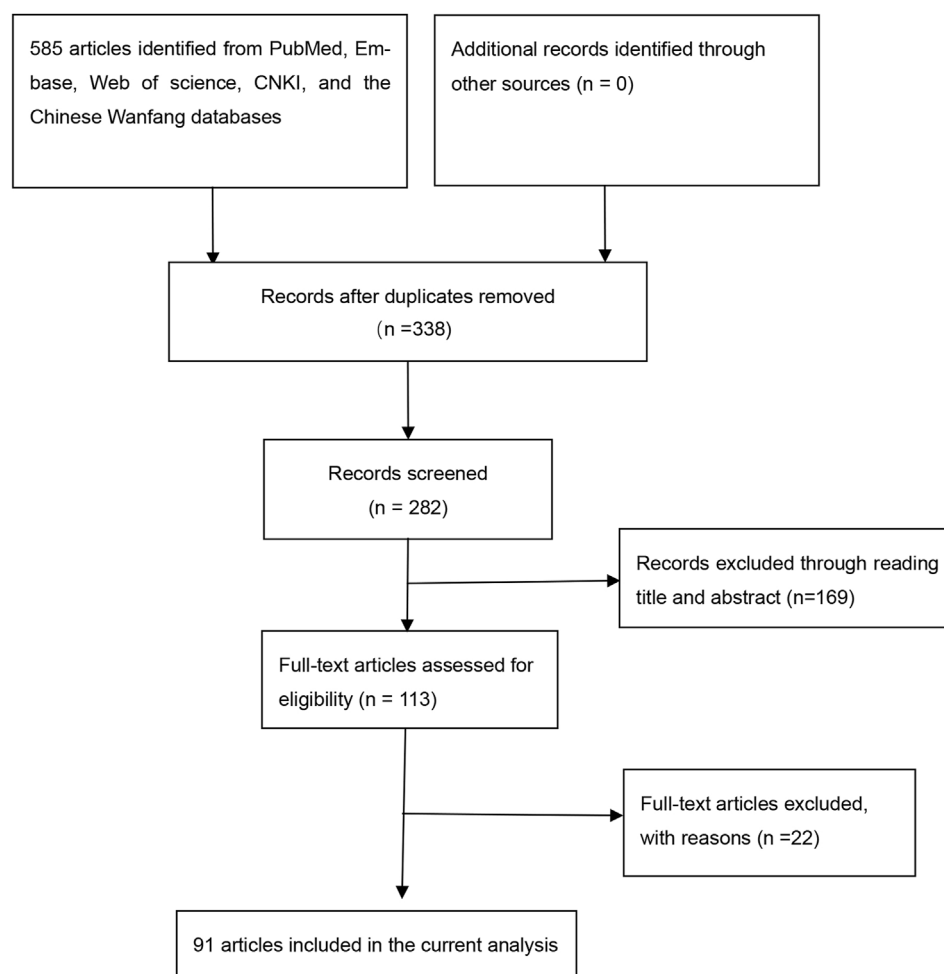 585 articles identified from PubMed, Em-
base, Web of science, CNKI, and the
Chinese Wanfang databases
Additional records identified through
other sources (n = 0)
Records after duplicates removed
（n =338)
Records screened
(n = 282)
Records excluded through reading
title and abstract (n=169)
Full-text articles assessed for
eligibility (n = 113)
Full-text articles excluded,
with reasons (n =22)
91 articles included in the current analysis